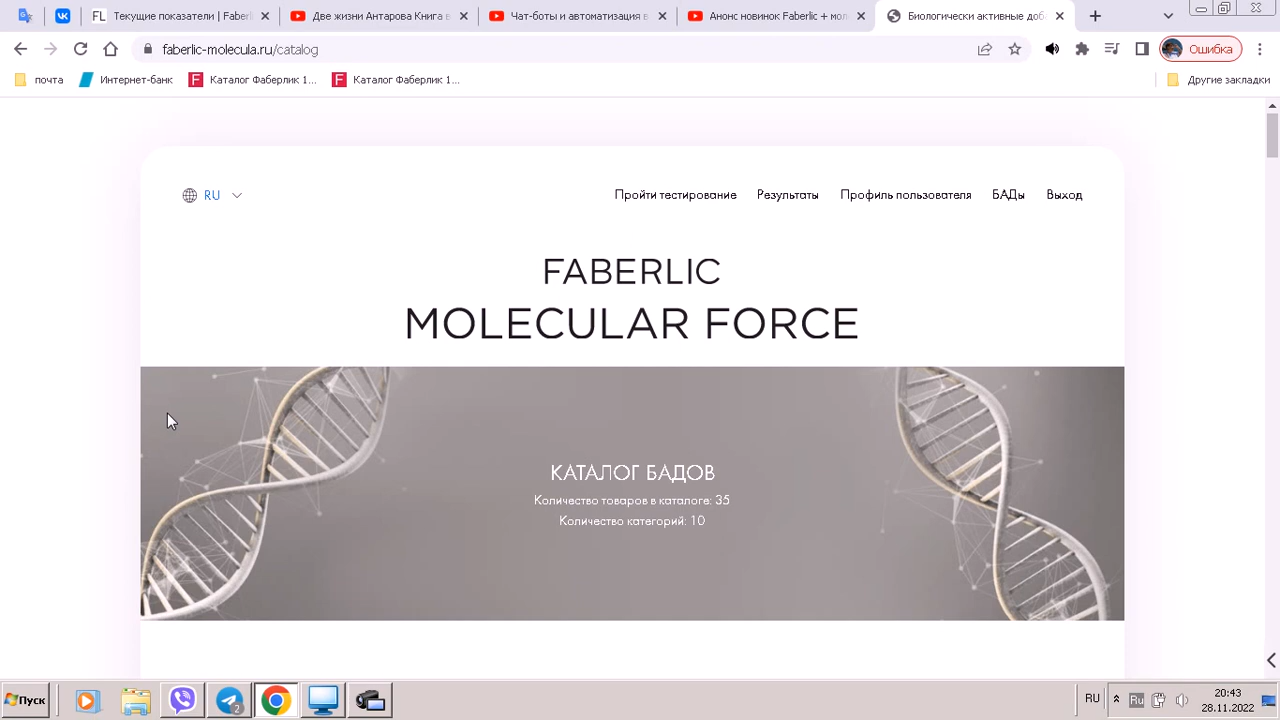 Текущие показатели | Faberl
Две жизни Антарова Книга в
Чат-боты и автоматизация в
Анонс новинок Faberlic + мол
Биологически активные доб
faberlic-molecula.ru/catalog
Ошибка
почта
Интернет-банк
Каталог Фаберлик 1...
Каталог Фаберлик 1...
Другие закладки
RU
Пройти тестирование
Результаты
Профиль пользователя
БАДы
Выход
FABERLIC
MOLECULAR FORCE
КАТАЛОГ БАДОВ
Количество товаров в каталоге: 35
Количество категорий: 10
Пуск
2
RU
Ru
20:43
28.11.2022